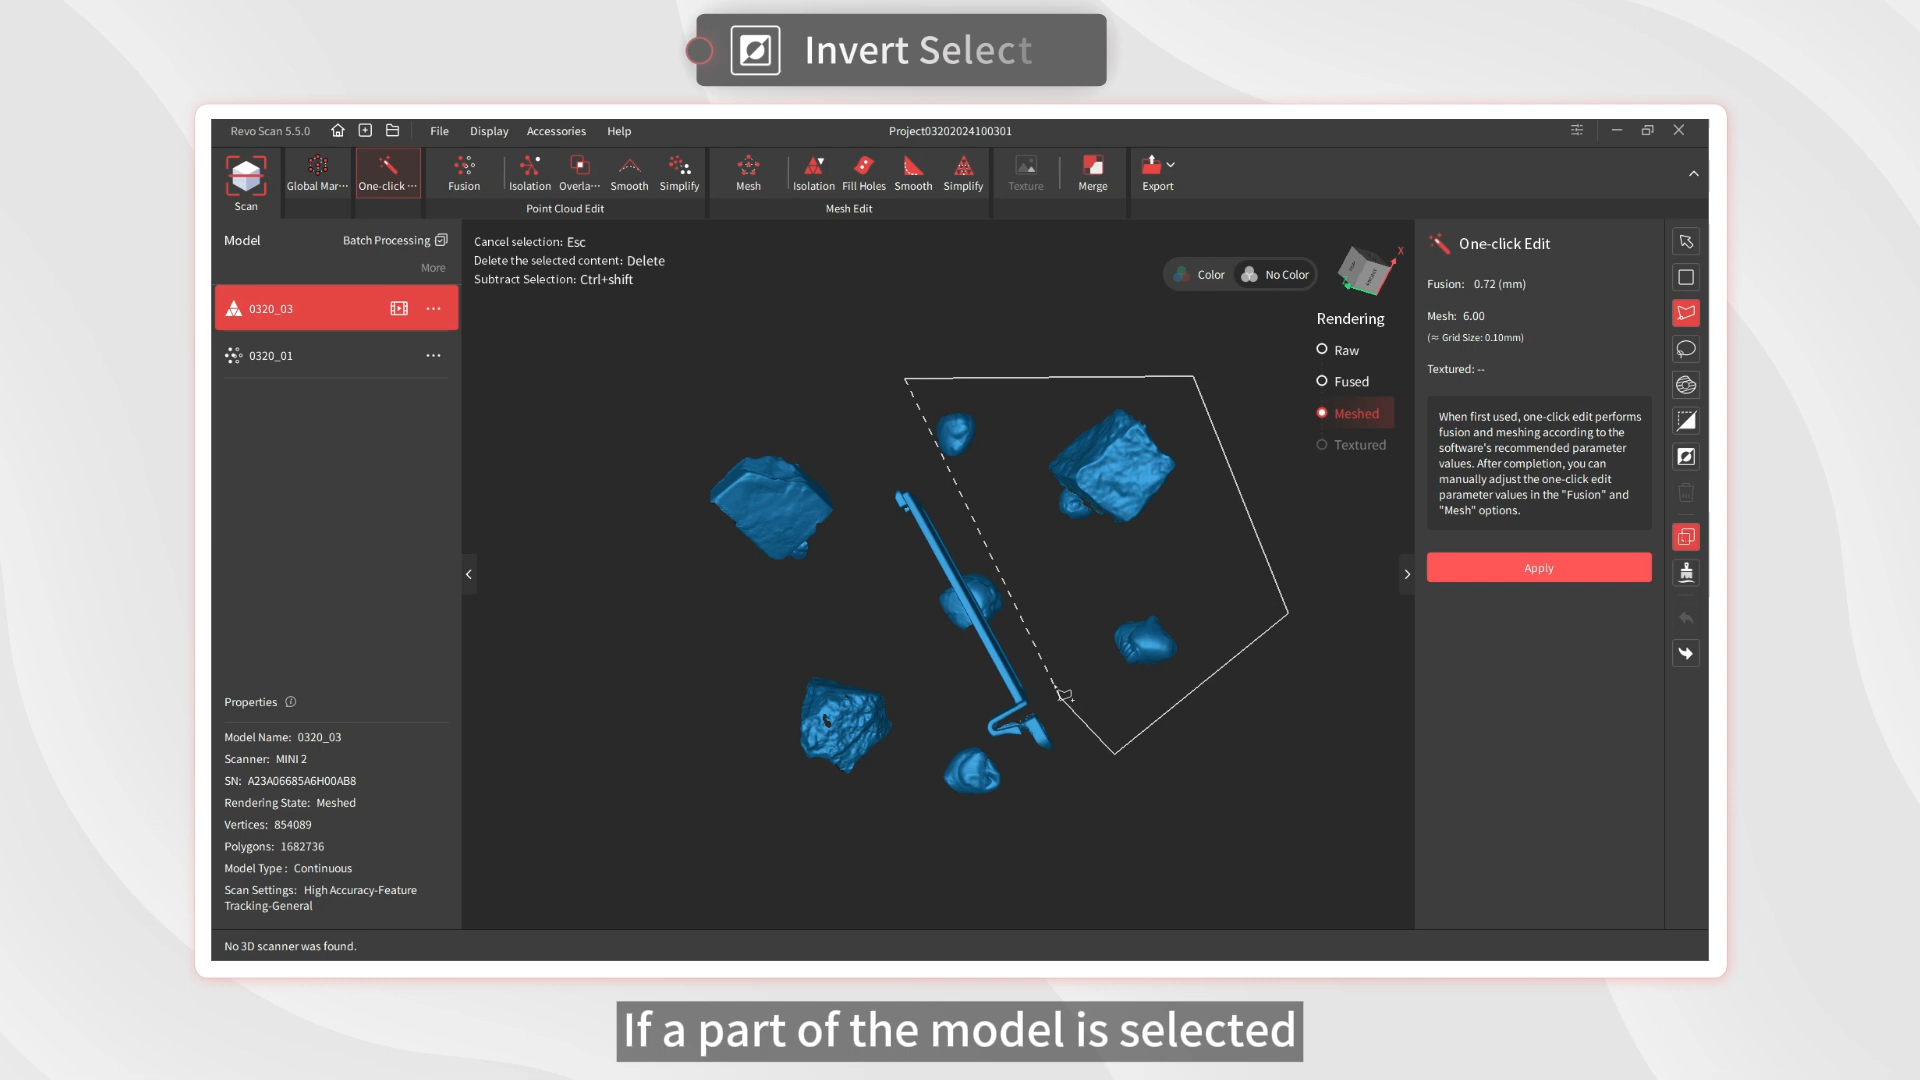 Invert Select
Revo Scan 5.5.0
File
Display
Accessories
Help
Project03202024100301
Scan
Global Mar···
One-click ···
Fusion
Isolation
Overla···
Smooth
Simplify
Point Cloud Edit
Mesh
Isolation
Fill Holes
Smooth
Simplify
Mesh Edit
Texture
Merge
Export
Model
Batch Processing
More
0320_03
0320_01
Cancel selection: Esc
Delete the selected content: Delete
Subtract Selection: Ctrl+shift
Color
No Color
X
Rendering
Raw
Fused
Meshed
Textured
One-click Edit
Fusion: 0.72 (mm)
Mesh: 6.00
(≈ Grid Size: 0.10mm)
Textured: --
When first used, one-click edit performs
fusion and meshing according to the
software's recommended parameter
values. After completion, you can
manually adjust the one-click edit
parameter values in the "Fusion" and
"Mesh" options.
Apply
Properties
Model Name: 0320_03
Scanner: MINI 2
SN: A23A06685A6H00AB8
Rendering State: Meshed
Vertices: 854089
Polygons: 1682736
Model Type : Continuous
Scan Settings: High Accuracy-Feature
Tracking-General
No 3D scanner was found.
If a part of the model is selected